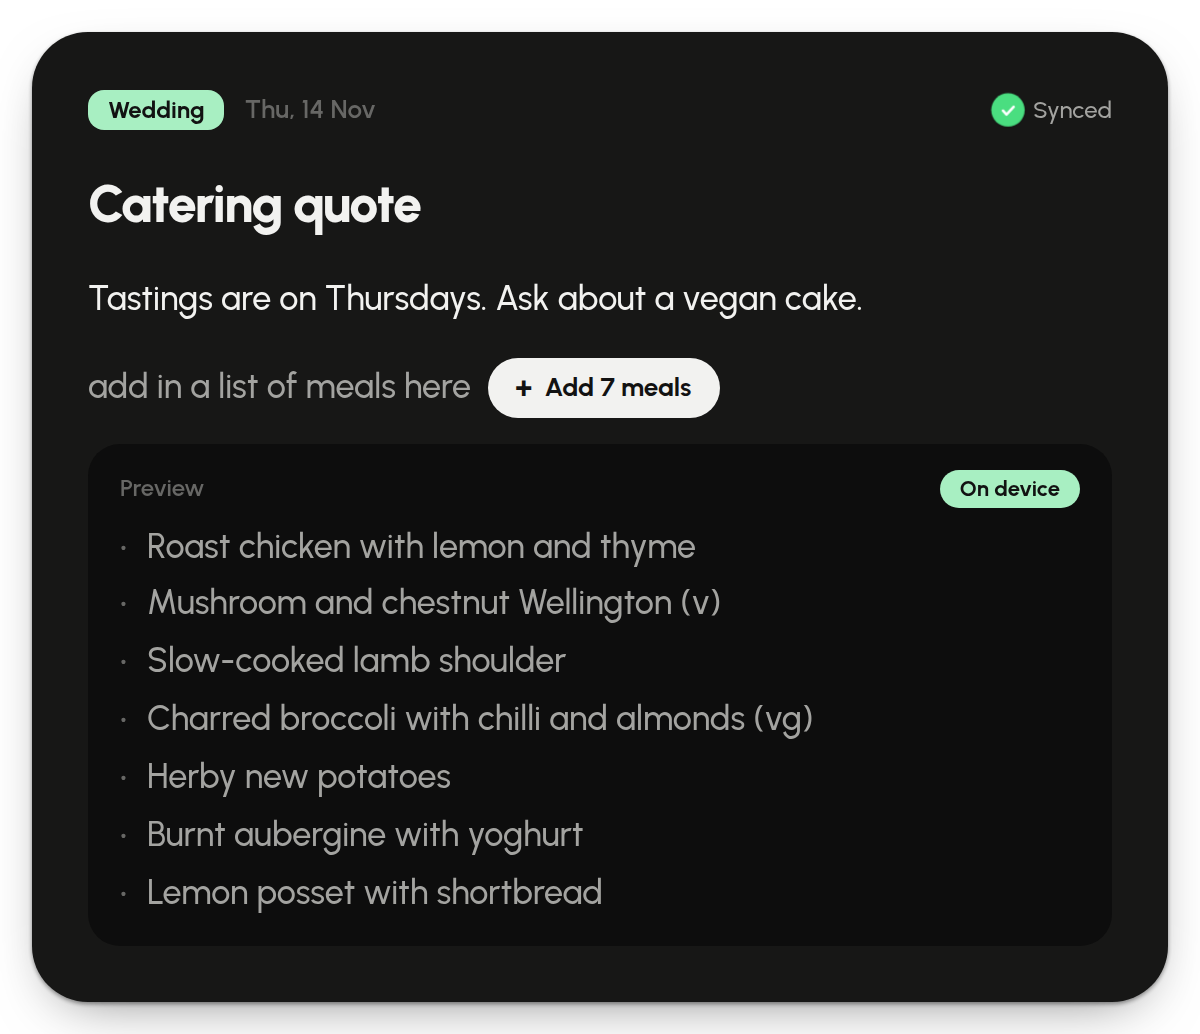 Wedding Thu, 14 Nov Synced
Catering quote
Tastings are on Thursdays. Ask about a vegan cake.
add in a list of meals here + Add 7 meals
Preview On device
· Roast chicken with lemon and thyme
· Mushroom and chestnut Wellington (v)
· Slow-cooked lamb shoulder
· Charred broccoli with chilli and almonds (vg)
· Herby new potatoes
· Burnt aubergine with yoghurt
· Lemon posset with shortbread